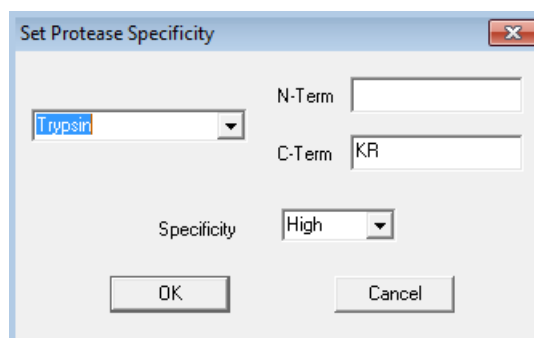 Set Protease Specificity
N-Term
Trypsin
C-Term KR
Specificity High
OK Cancel